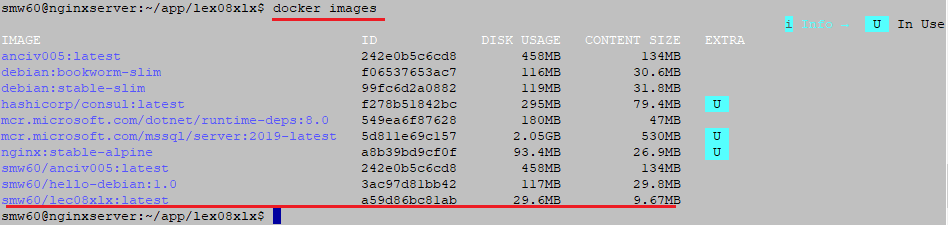 smw60@nginxserver:~/app/lex08xlx$ docker images
i Info → U In Use
IMAGE ID DISK USAGE CONTENT SIZE EXTRA
anciv005:latest 242e0b5c6cd8 458MB 134MB
debian:bookworm-slim f06537653ac7 116MB 30.6MB
debian:stable-slim 99fc6d2a0882 119MB 31.8MB
hashicorp/consul:latest f278b51842bc 295MB 79.4MB U
mcr.microsoft.com/dotnet/runtime-deps:8.0 549ea6f87628 180MB 47MB
mcr.microsoft.com/mssql/server:2019-latest 5d811e69c157 2.05GB 530MB U
nginx:stable-alpine a8b39bd9cf0f 93.4MB 26.9MB U
smw60/anciv005:latest 242e0b5c6cd8 458MB 134MB
smw60/hello-debian:1.0 3ac97d81bb42 117MB 29.8MB
smw60/lec08xlx:latest a59d86bc81ab 29.6MB 9.67MB
smw60@nginxserver:~/app/lex08xlx$